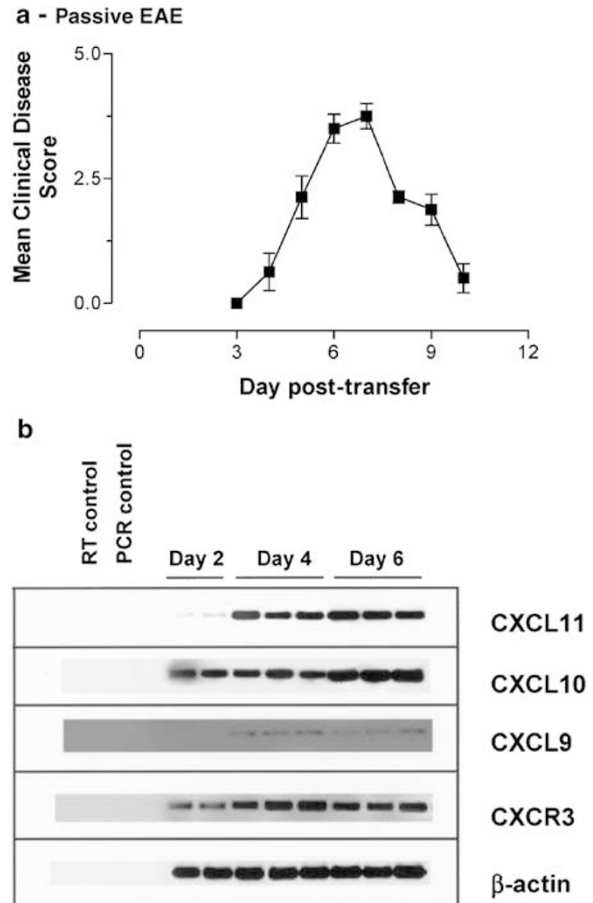 a - Passive EAE
Mean Clinical Disease
Score
5.0
2.5
0.0
0 3 6 9 12
Day post-transfer
b
RT control
PCR control
Day 2 Day 4 Day 6
CXCL11
CXCL10
CXCL9
CXCR3
β-actin